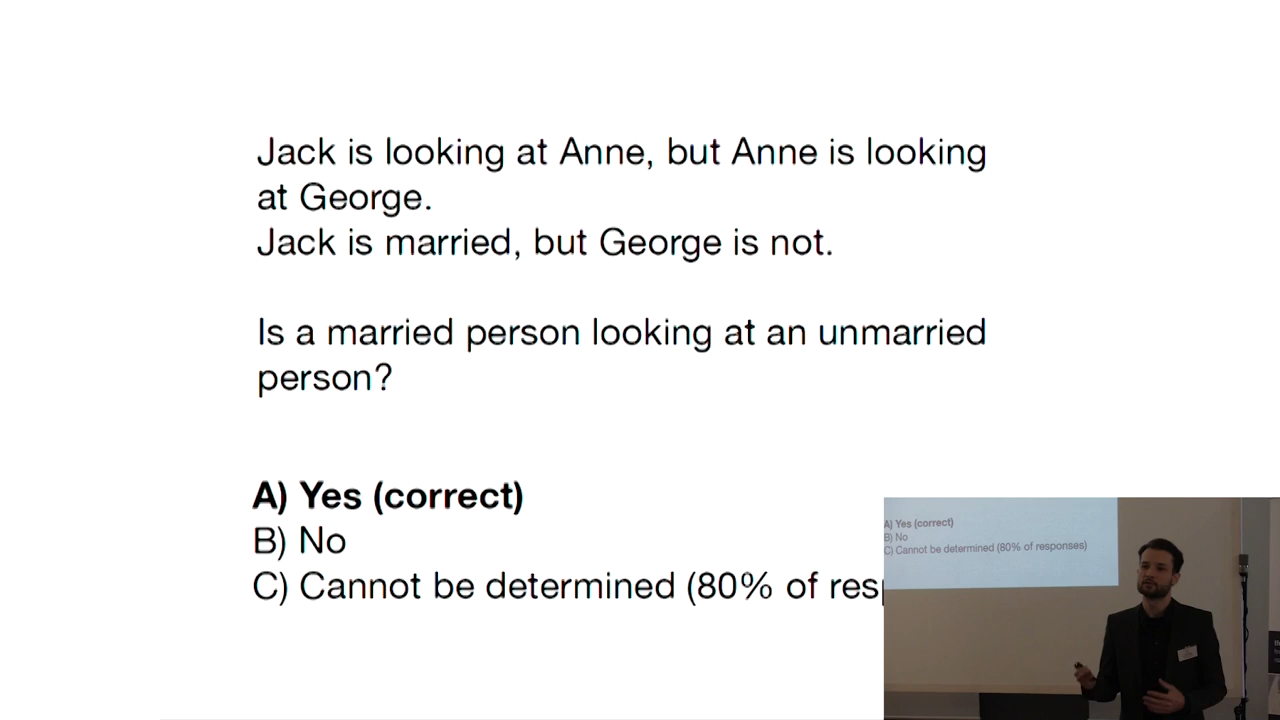 Jack is looking at Anne, but Anne is looking
at George.
Jack is married, but George is not.
Is a married person looking at an unmarried
person?
A) Yes (correct)
B) No
C) Cannot be determined (80% of res
A) Yes (correct)
B) No
C) Cannot be determined (80% of responses)